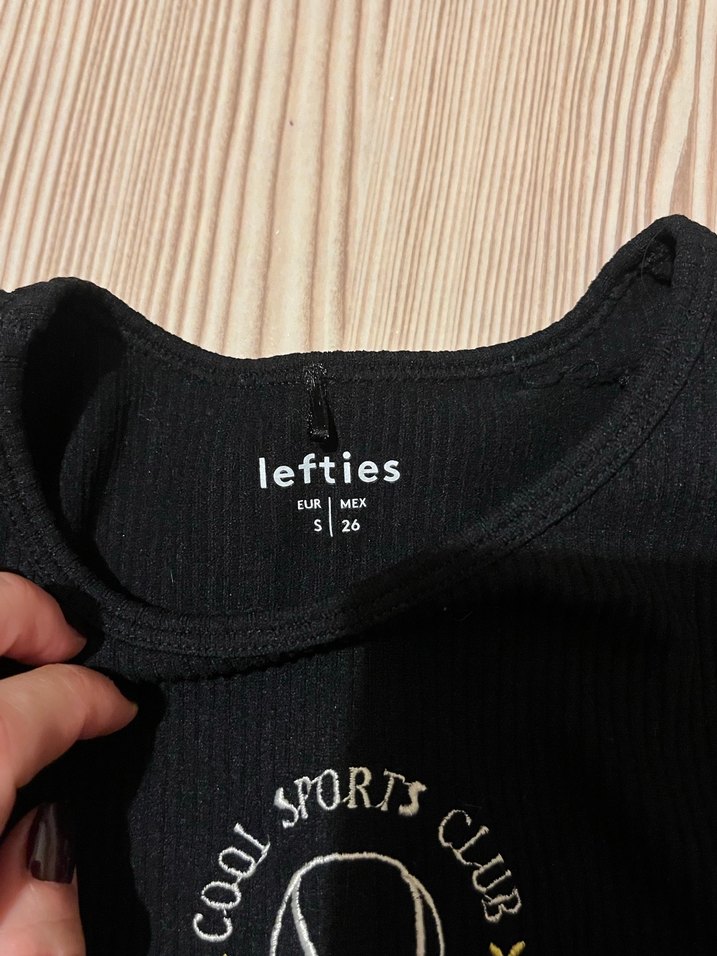 lefties
EUR | MEX
S | 26
COOL SPORTS CLUB